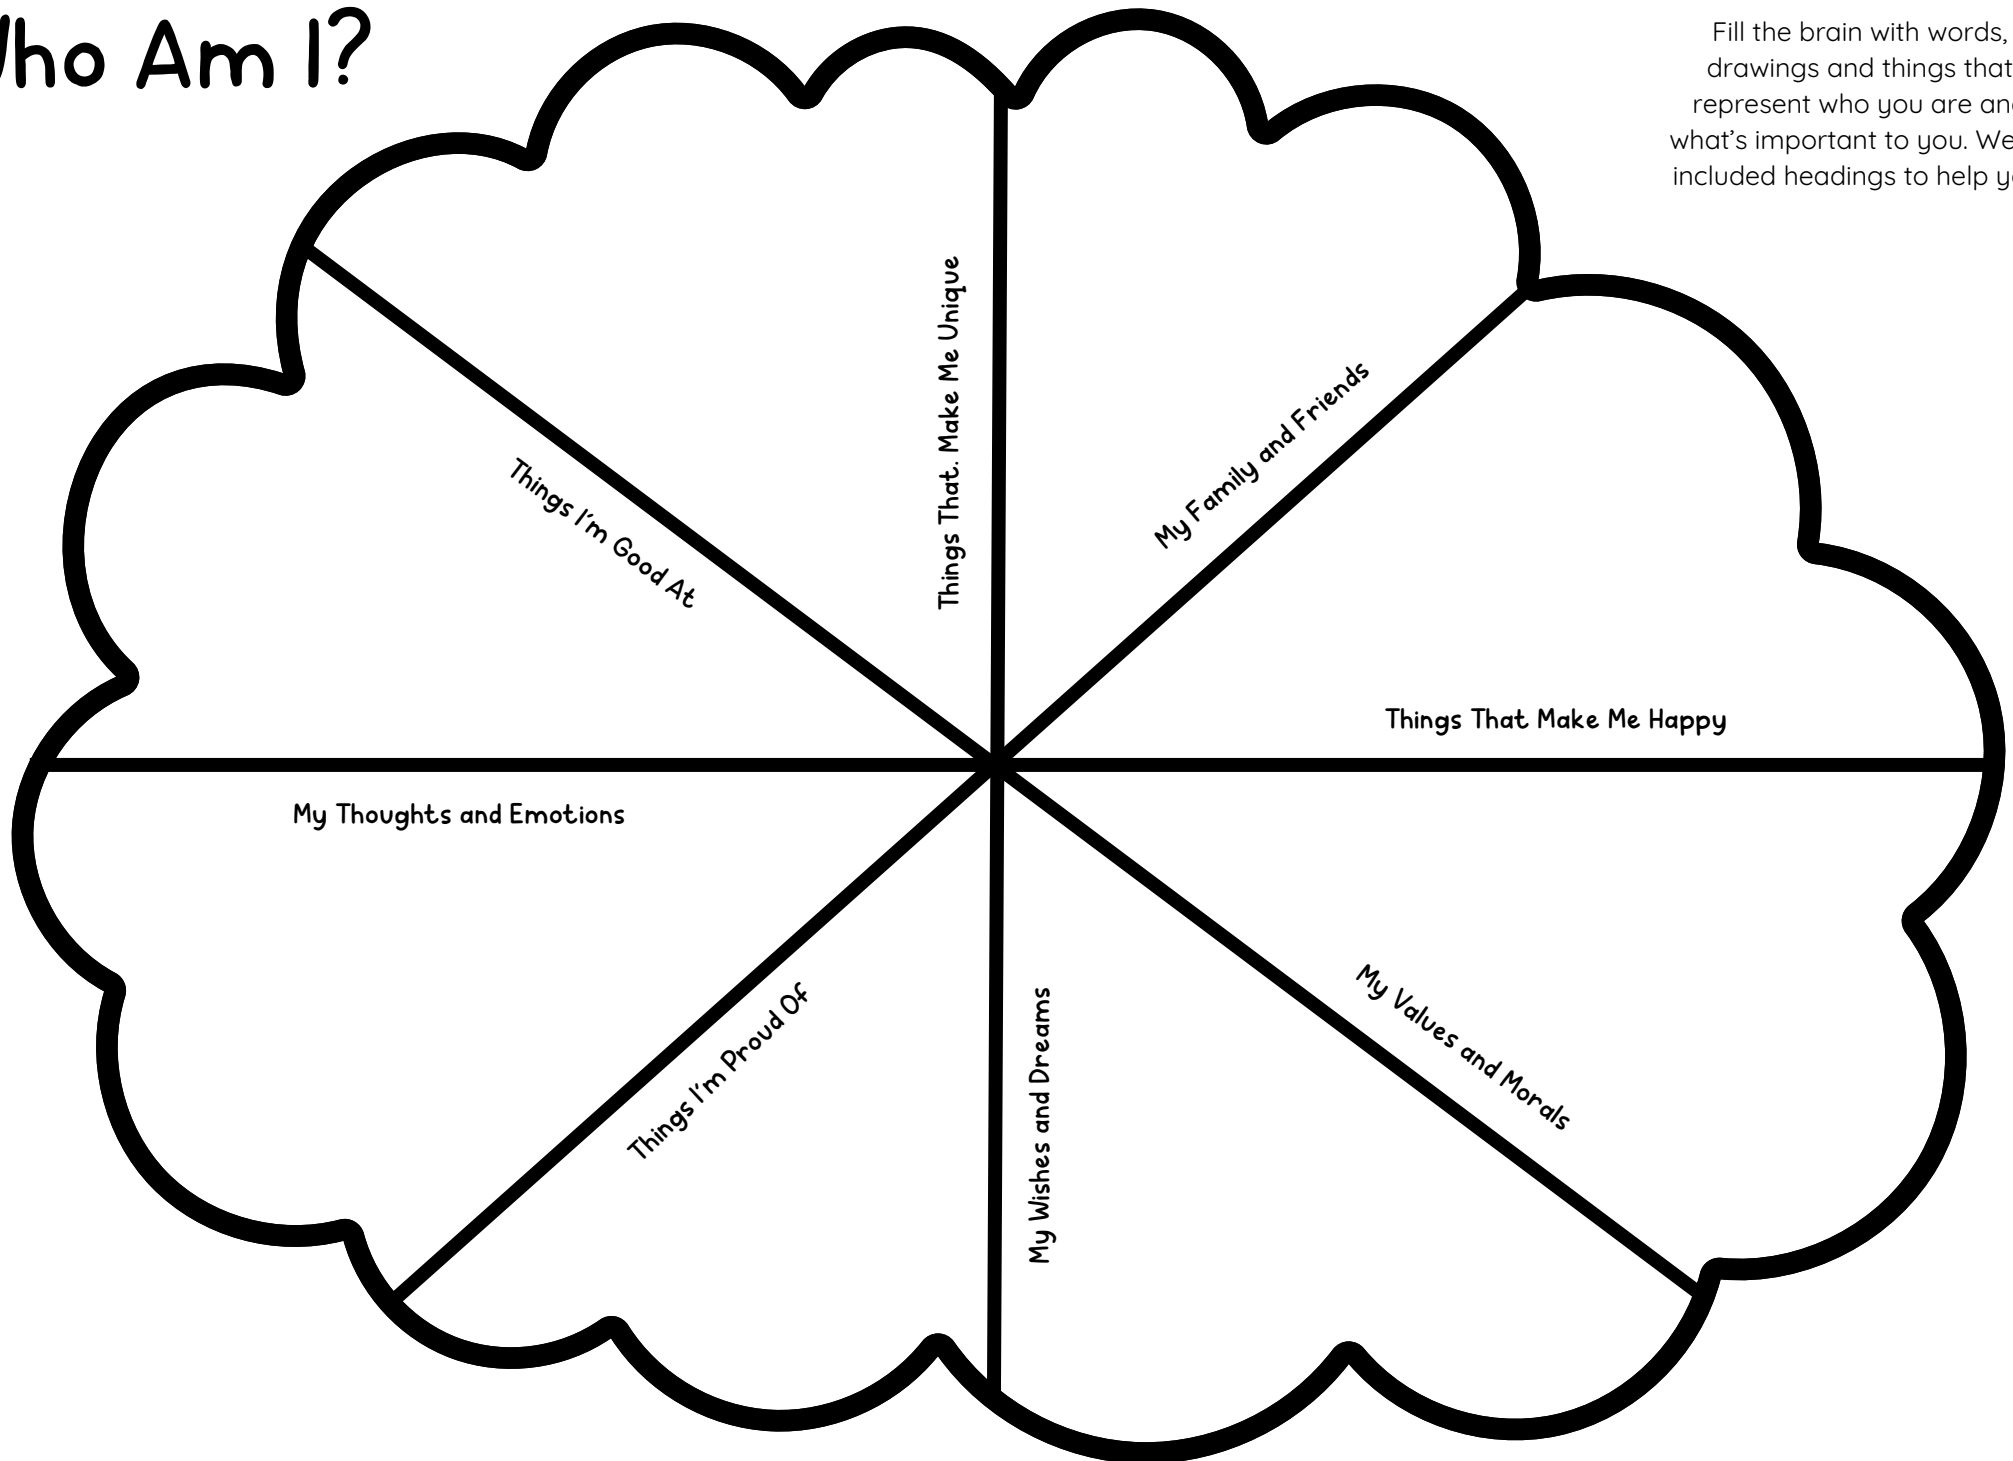 Who Am I?
Fill the brain with words,
drawings and things that
represent who you are and
what's important to you. We
included headings to help
Things That. Make Me Unique
My Family and Friends
Things I'm Good At
Things That Make Me Happy
My Thoughts and Emotions
My Values and Morals
Things I'm Proud Of
My Wishes and Dreams